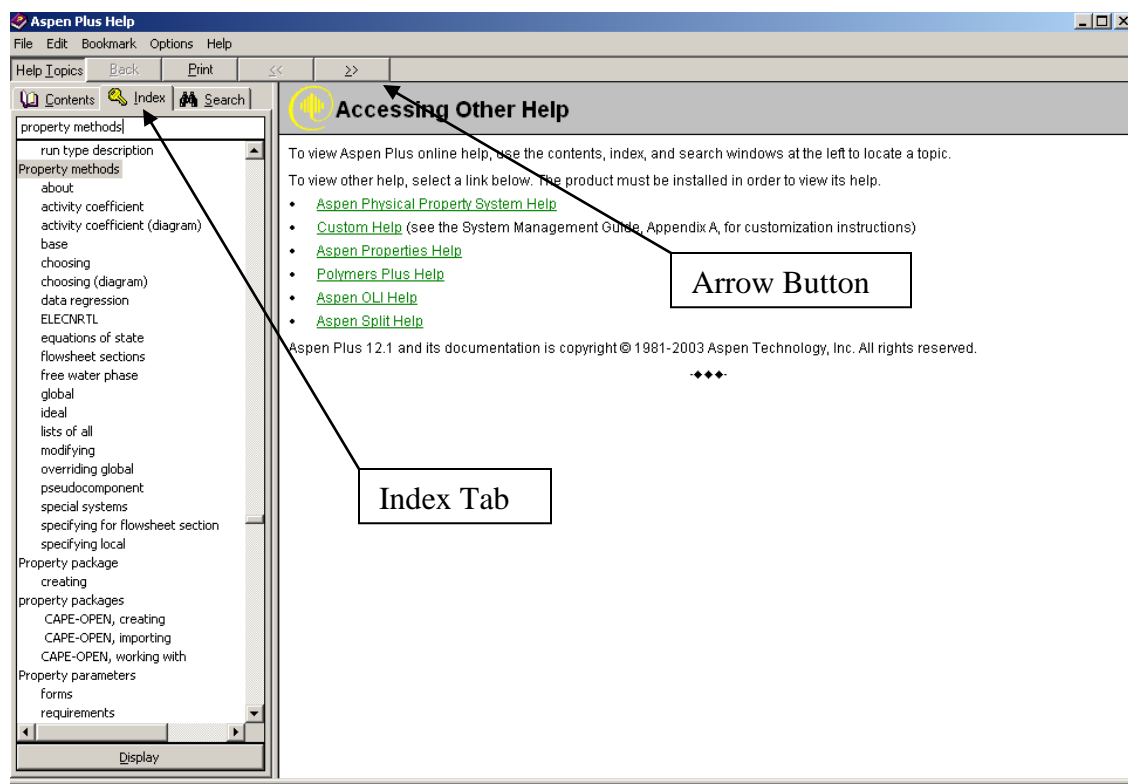 Aspen Plus Help
File Edit Bookmark Options Help
Help Topics Back Print << >>
Contents Index Search
property methods
run type description
Property methods
about
activity coefficient
activity coefficient (diagram)
base
choosing
choosing (diagram)
data regression
ELECNRTL
equations of state
flowsheet sections
free water phase
global
ideal
lists of all
modifying
overriding global
pseudocomponent
special systems
specifying for flowsheet section
specifying local
Property package
creating
property packages
CAPE-OPEN, creating
CAPE-OPEN, importing
CAPE-OPEN, working with
Property parameters
forms
requirements
Display
Accessing Other Help
To view Aspen Plus online help, use the contents, index, and search windows at the left to locate a topic.
To view other help, select a link below. The product must be installed in order to view its help.
• Aspen Physical Property System Help
• Custom Help (see the System Management Guide, Appendix A, for customization instructions)
• Aspen Properties Help
• Polymers Plus Help
• Aspen OLI Help
• Aspen Split Help
Aspen Plus 12.1 and its documentation is copyright © 1981-2003 Aspen Technology, Inc. All rights reserved.
Arrow Button
Index Tab